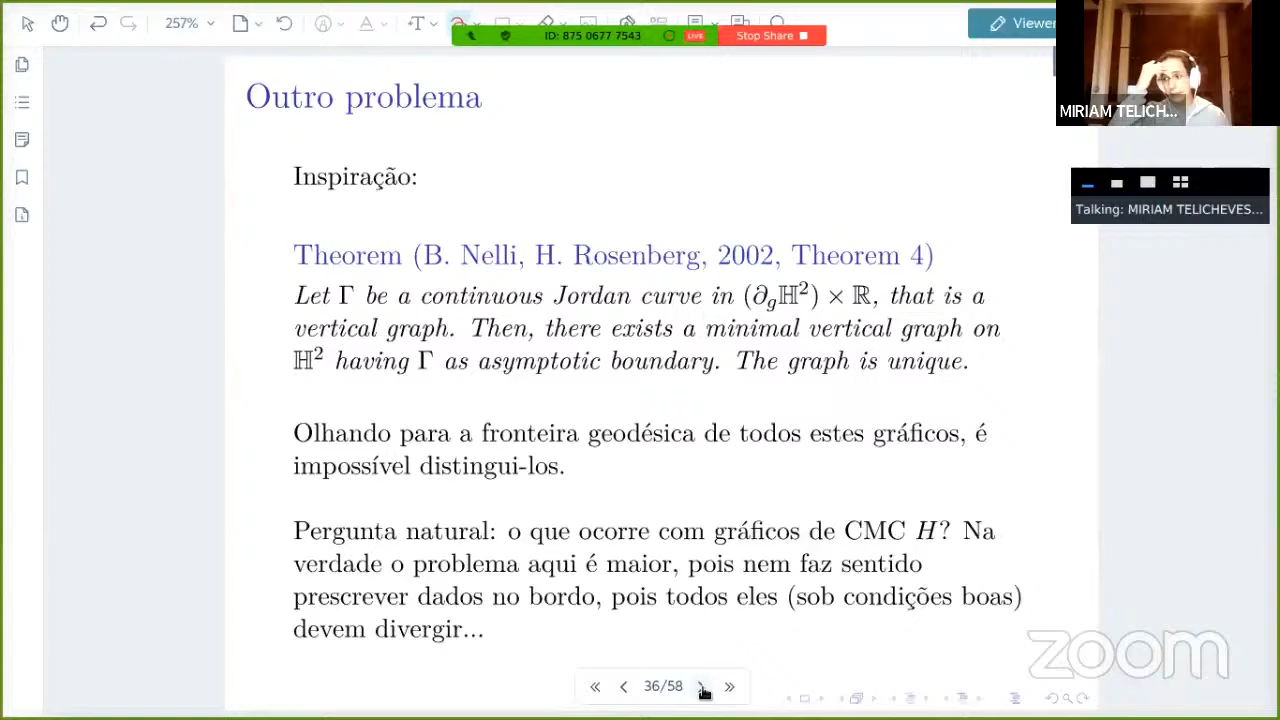 257%
ID: 875 0677 7543
LIVE
Stop Share
Viewer
MIRIAM TELICH...
Talking: MIRIAM TELICHEVES...
Outro problema
Inspiração:
Theorem (B. Nelli, H. Rosenberg, 2002, Theorem 4)
Let Γ be a continuous Jordan curve in (∂gℍ²) × ℝ, that is a
vertical graph. Then, there exists a minimal vertical graph on
ℍ² having Γ as asymptotic boundary. The graph is unique.
Olhando para a fronteira geodésica de todos estes gráficos, é
impossível distingui-los.
Pergunta natural: o que ocorre com gráficos de CMC H? Na
verdade o problema aqui é maior, pois nem faz sentido
prescrever dados no bordo, pois todos eles (sob condições boas)
devem divergir...
zoom
36/58